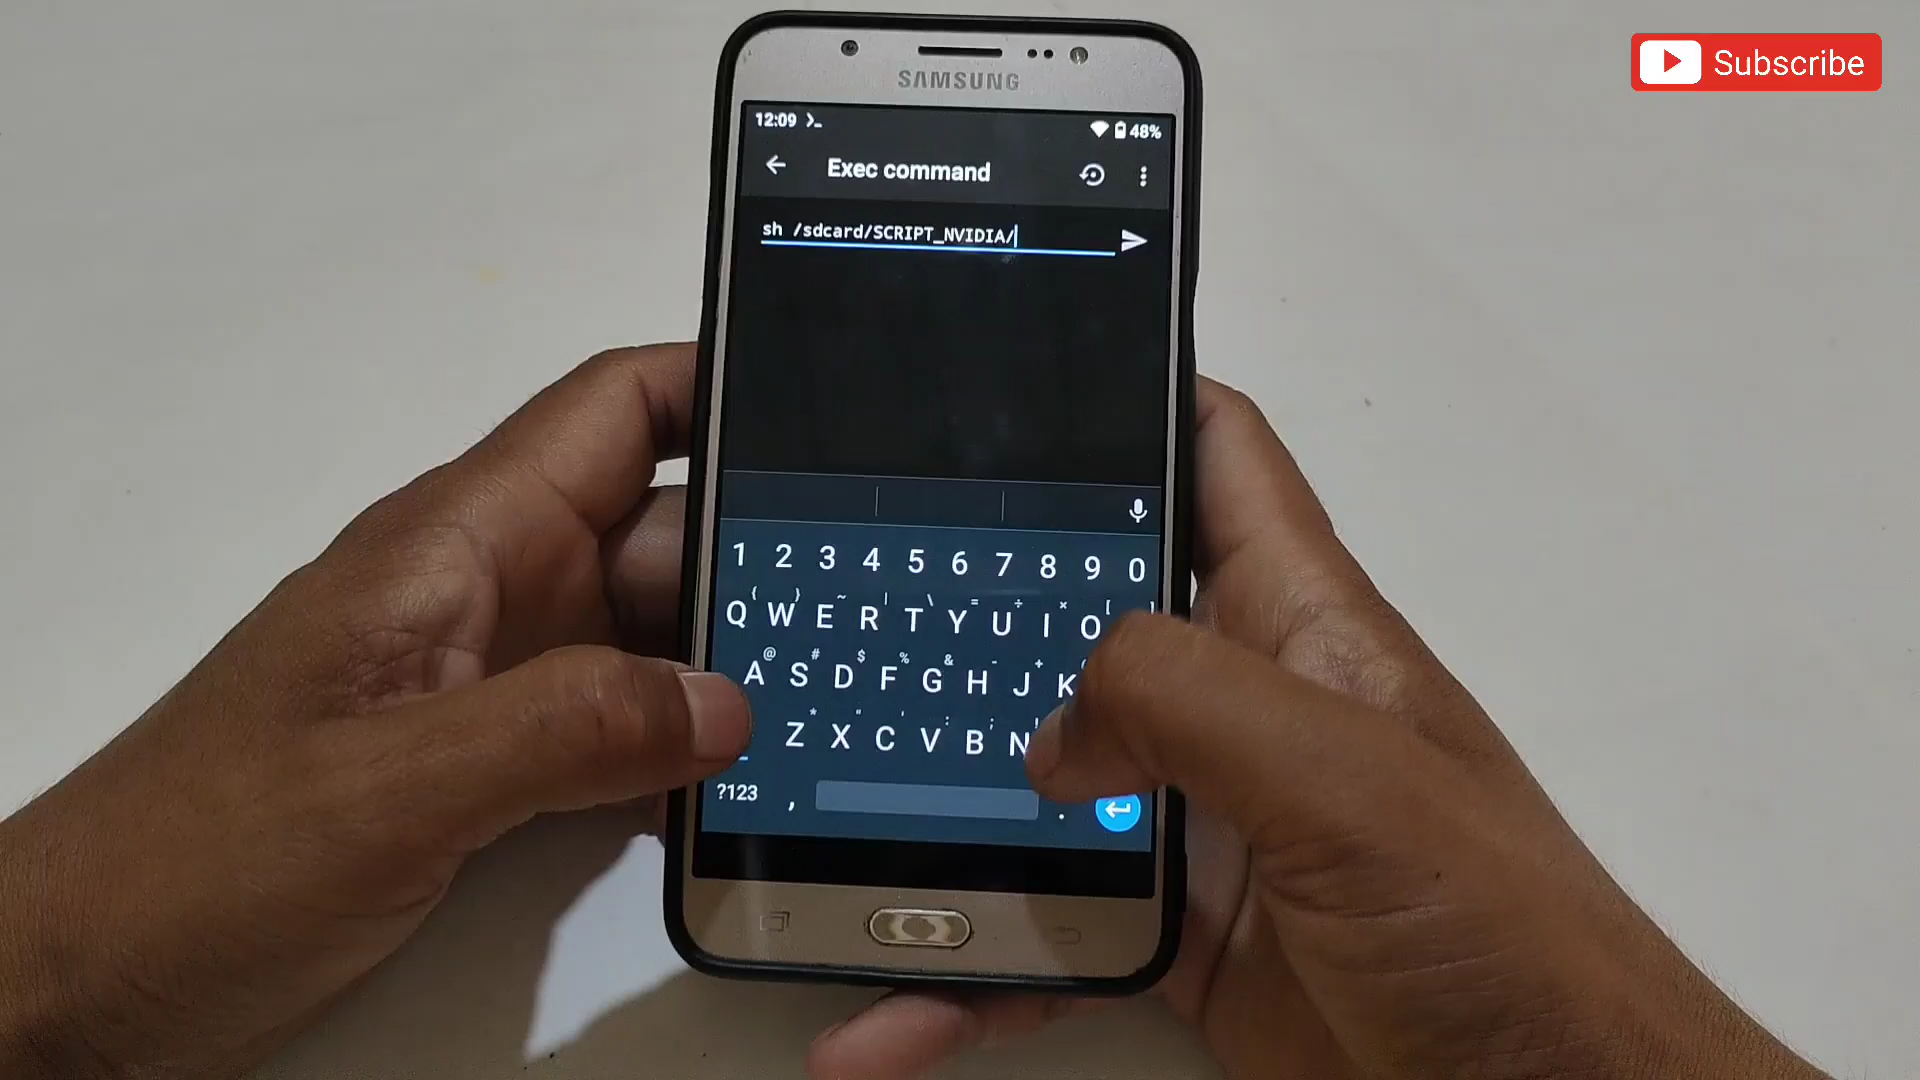 Subscribe
SAMSUNG
12:09
48%
Exec command
sh /sdcard/SCRIPT_NVIDIA/
1 2 3 4 5 6 7 8 9 0
Q W E R T Y U I O
A S D F G H J K
Z X C V B N
?123 , .